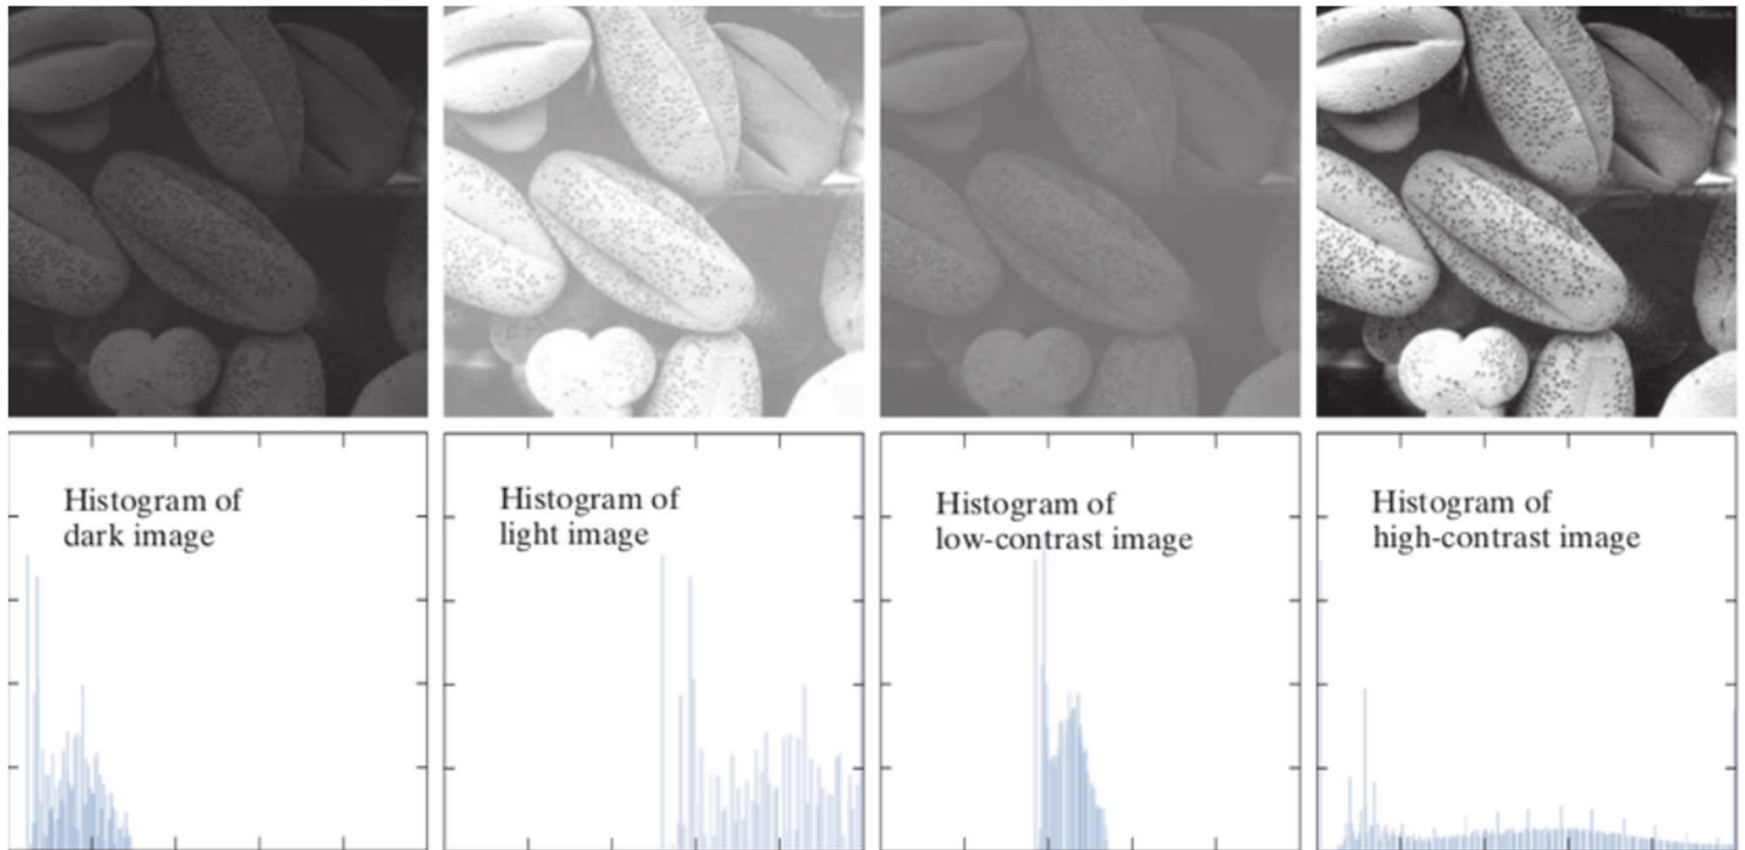 Histogram of
dark image
Histogram of
light image
Histogram of
low-contrast image
Histogram of
high-contrast image